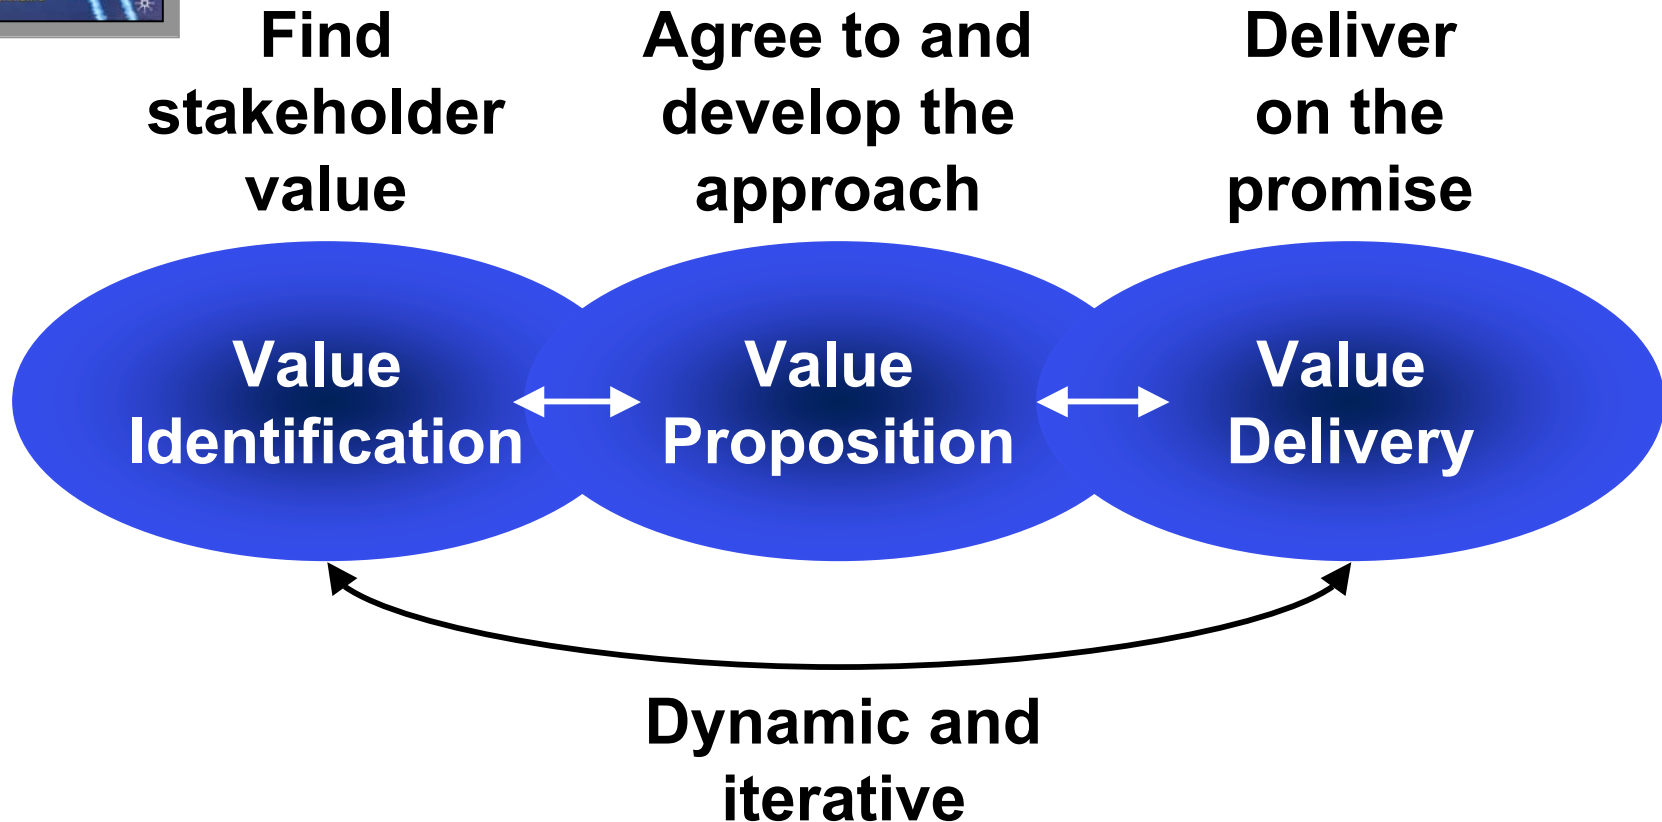 Find
stakeholder
value
Agree to and
develop the
approach
Deliver
on the
promise
Value
Identification
Value
Proposition
Value
Delivery
Dynamic and
iterative